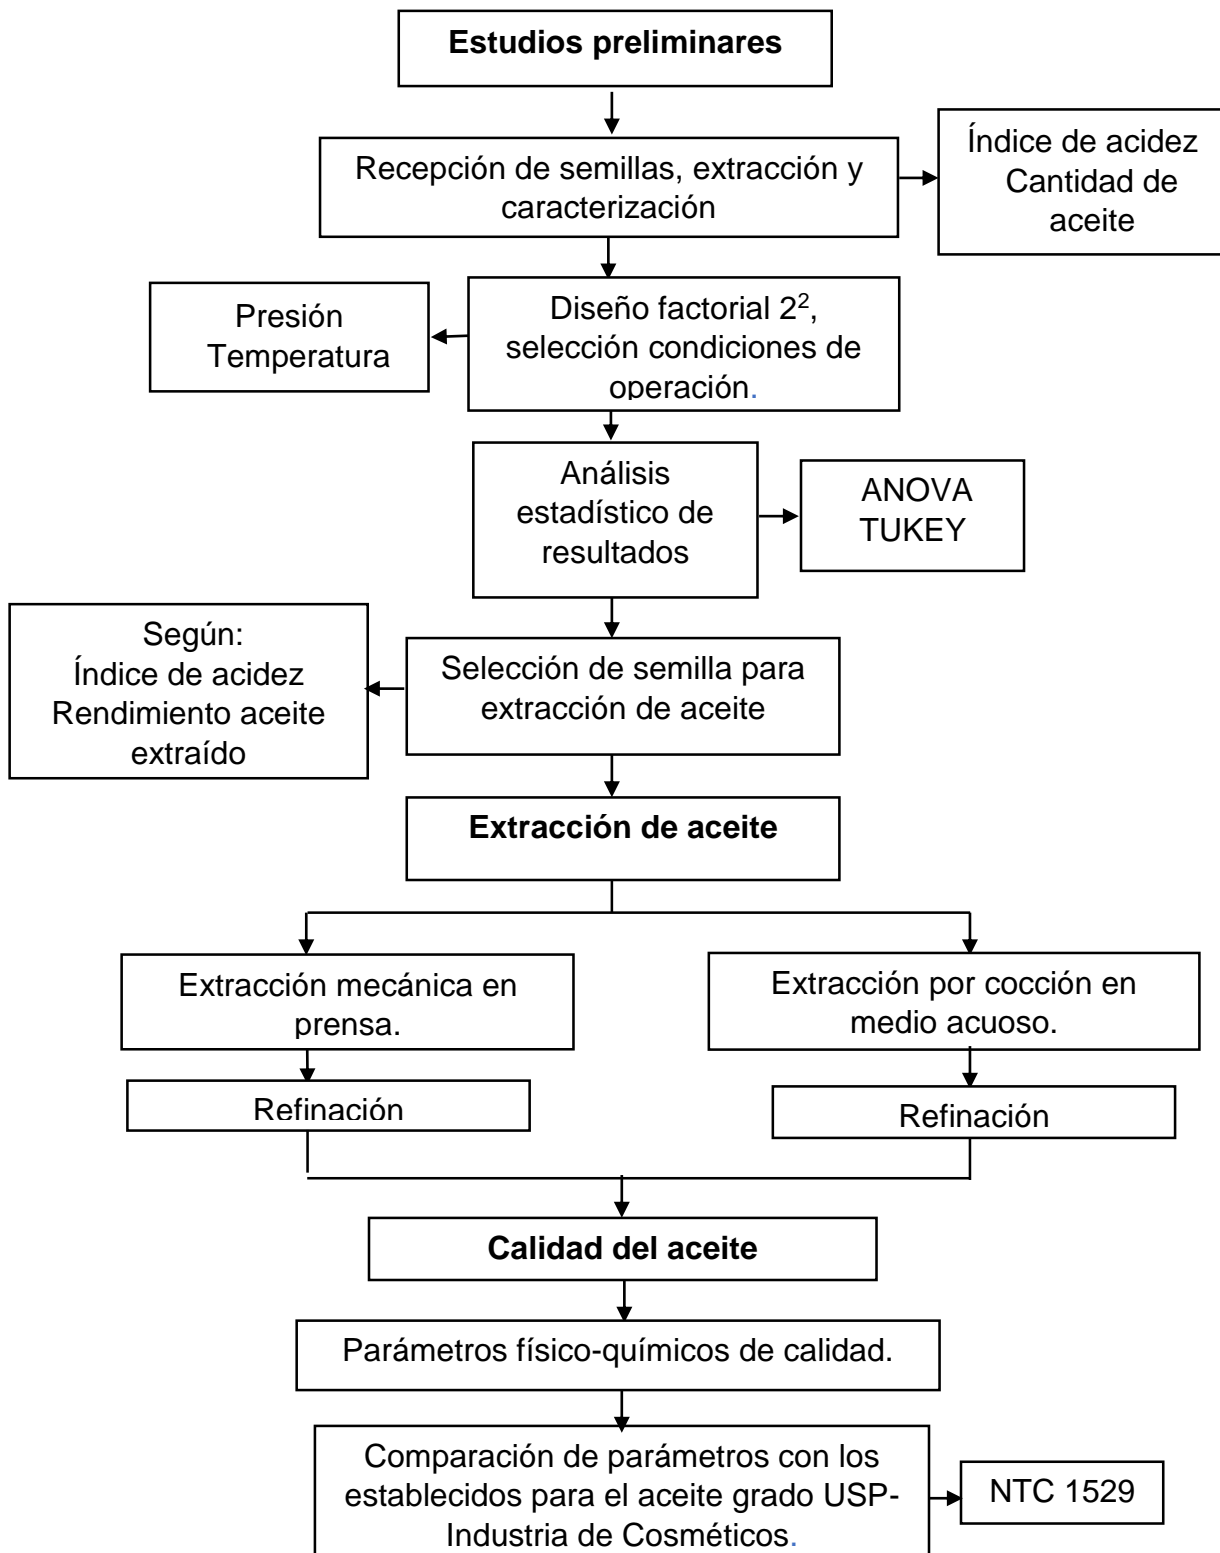 Estudios preliminares
Recepción de semillas, extracción y
caracterización
Índice de acidez
Cantidad de
aceite
Diseño factorial 2²,
selección condiciones de
operación.
Presión
Temperatura
Análisis
estadístico de
resultados
ANOVA
TUKEY
Según:
Índice de acidez
Rendimiento aceite
extraído
Selección de semilla para
extracción de aceite
Extracción de aceite
Extracción mecánica en
prensa.
Extracción por cocción en
medio acuoso.
Refinación
Refinación
Calidad del aceite
Parámetros físico-químicos de calidad.
Comparación de parámetros con los
establecidos para el aceite grado USP-
Industria de Cosméticos.
NTC 1529